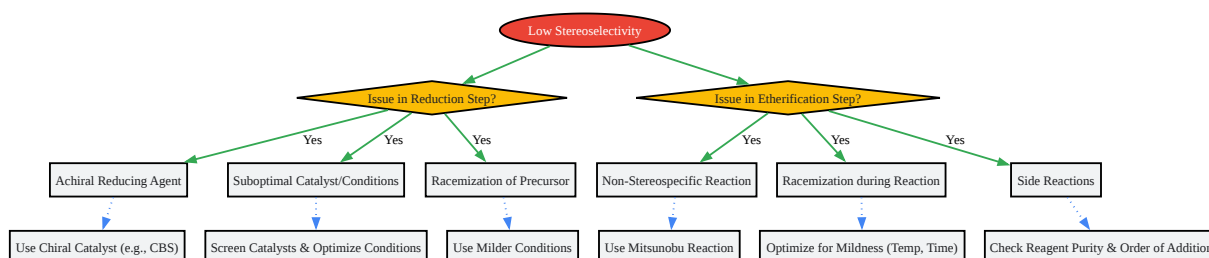 Low Stereoselectivity
Issue in Reduction Step?
Issue in Etherification Step?
Yes
Yes
Yes
Yes
Yes
Yes
Achiral Reducing Agent
Suboptimal Catalyst/Conditions
Racemization of Precursor
Non-Stereospecific Reaction
Racemization during Reaction
Side Reactions
Use Chiral Catalyst (e.g., CBS)
Screen Catalysts & Optimize Conditions
Use Milder Conditions
Use Mitsunobu Reaction
Optimize for Mildness (Temp, Time)
Check Reagent Purity & Order of Addition